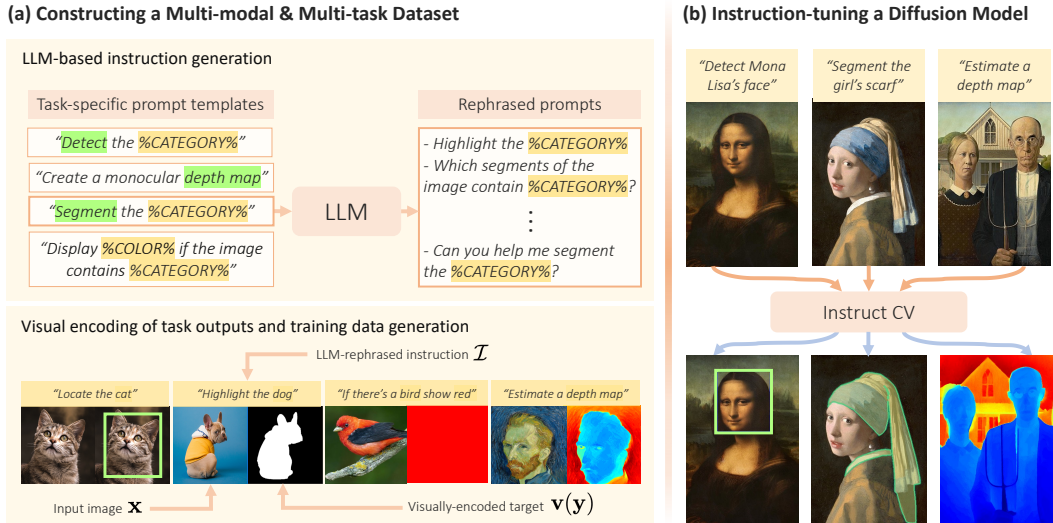 (a) Constructing a Multi-modal & Multi-task Dataset
LLM-based instruction generation
Task-specific prompt templates
"Detect the %CATEGORY%"
"Create a monocular depth map"
"Segment the %CATEGORY%"
"Display %COLOR% if the image
contains %CATEGORY%"
LLM
Rephrased prompts
- Highlight the %CATEGORY%
- Which segments of the
image contain %CATEGORY%?
⋮
- Can you help me segment
the %CATEGORY%?
Visual encoding of task outputs and training data generation
LLM-rephrased instruction I
"Locate the cat"
"Highlight the dog"
"If there's a bird show red"
"Estimate a depth map"
Input image x
Visually-encoded target v(y)
(b) Instruction-tuning a Diffusion Model
"Detect Mona
Lisa's face"
"Segment the
girl's scarf"
"Estimate a
depth map"
Instruct CV